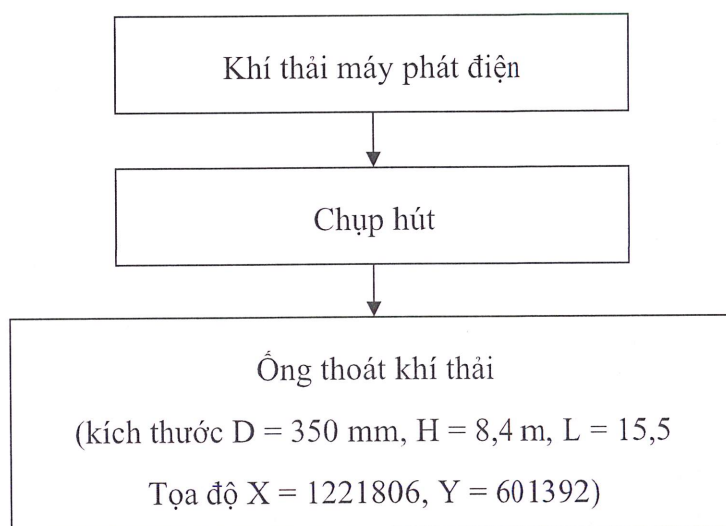 Khí thải máy phát điện
Chụp hút
Ống thoát khí thải
(kích thước D = 350 mm, H = 8,4 m, L = 15,5
Tọa độ X = 1221806, Y = 601392)